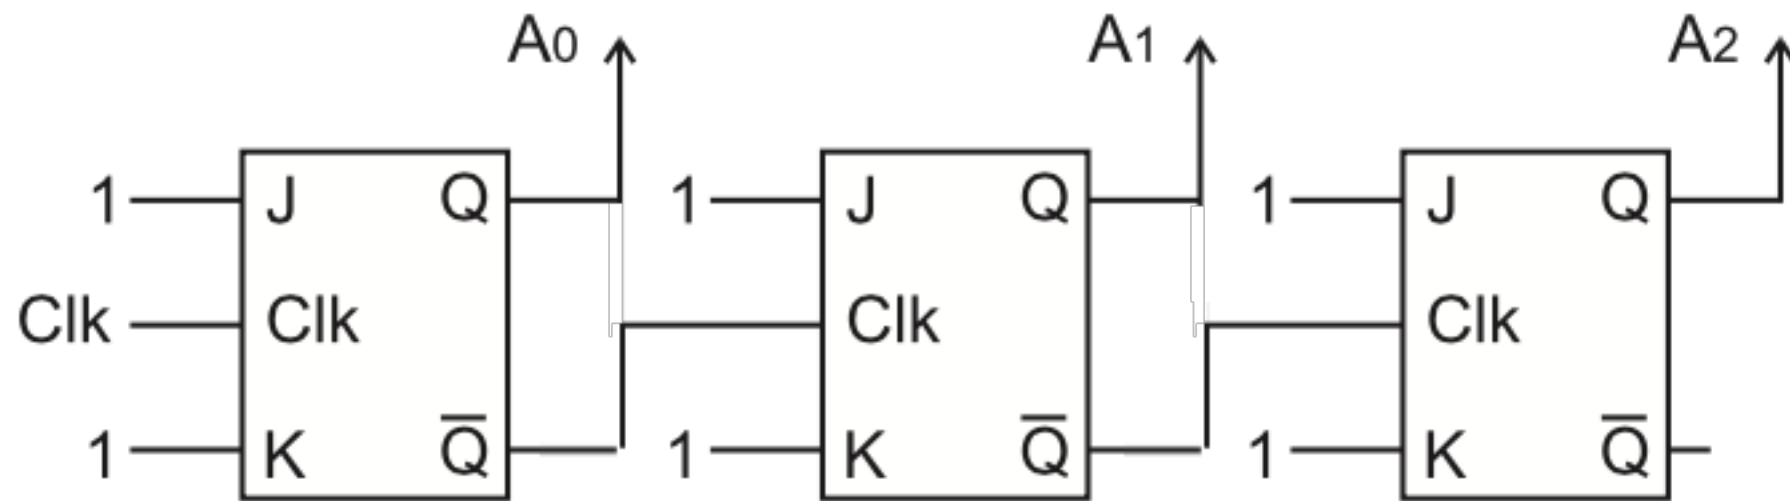 A0 A1 A2
1 J Q 1 J Q 1 J Q
Clk Clk Clk Clk
1 K Q̅ 1 K Q̅ 1 K Q̅